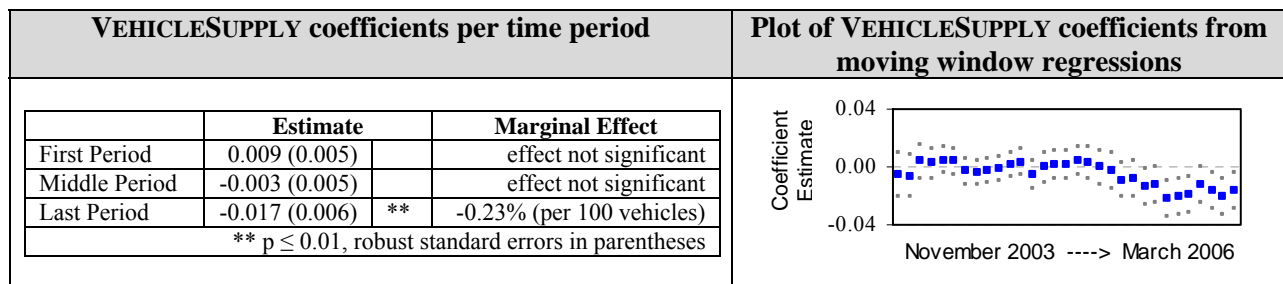 VEHICLESUPPLY coefficients per time period
Plot of VEHICLESUPPLY coefficients from
moving window regressions
Estimate Marginal Effect
First Period 0.009 (0.005) effect not significant
Middle Period -0.003 (0.005) effect not significant
Last Period -0.017 (0.006) ** -0.23% (per 100 vehicles)
** p ≤ 0.01, robust standard errors in parentheses
Coefficient
Estimate
0.04
0.00
-0.04
November 2003 ----> March 2006